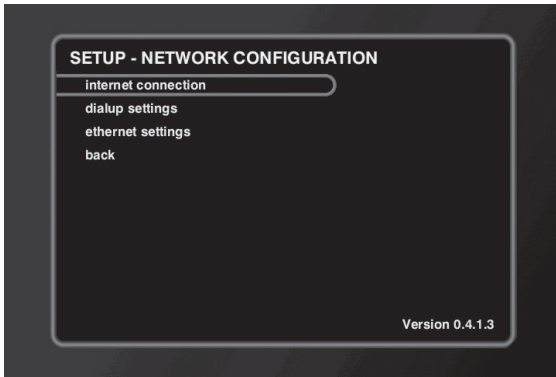 SETUP - NETWORK CONFIGURATION
internet connection
dialup settings
ethernet settings
back
Version 0.4.1.3